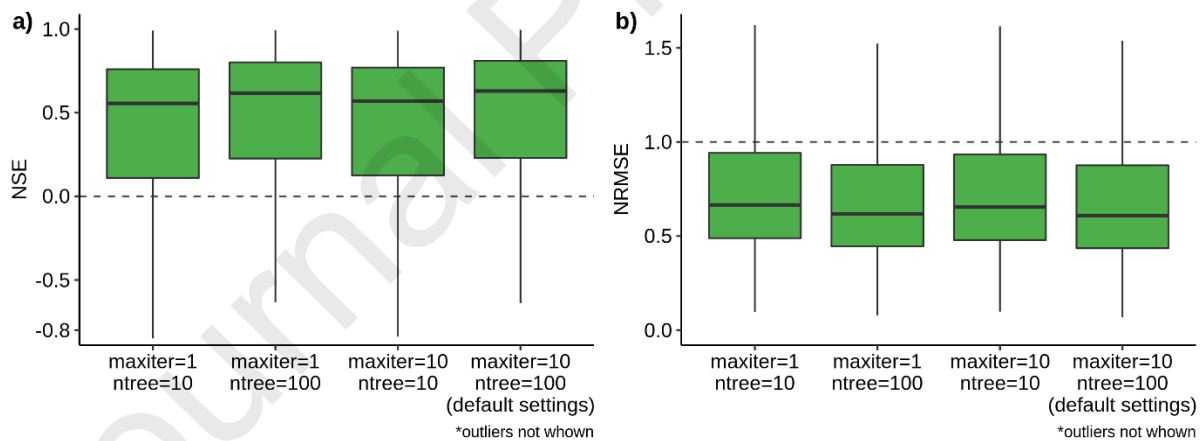 a)
NSE
1.0
0.5
0.0
-0.5
-0.8
maxiter=1 maxiter=1 maxiter=10 maxiter=10
ntree=10 ntree=100 ntree=10 ntree=100
(default settings)
*outliers not whown
b)
NRMSE
1.5
1.0
0.5
0.0
maxiter=1 maxiter=1 maxiter=10 maxiter=10
ntree=10 ntree=100 ntree=10 ntree=100
(default settings)
*outliers not whown